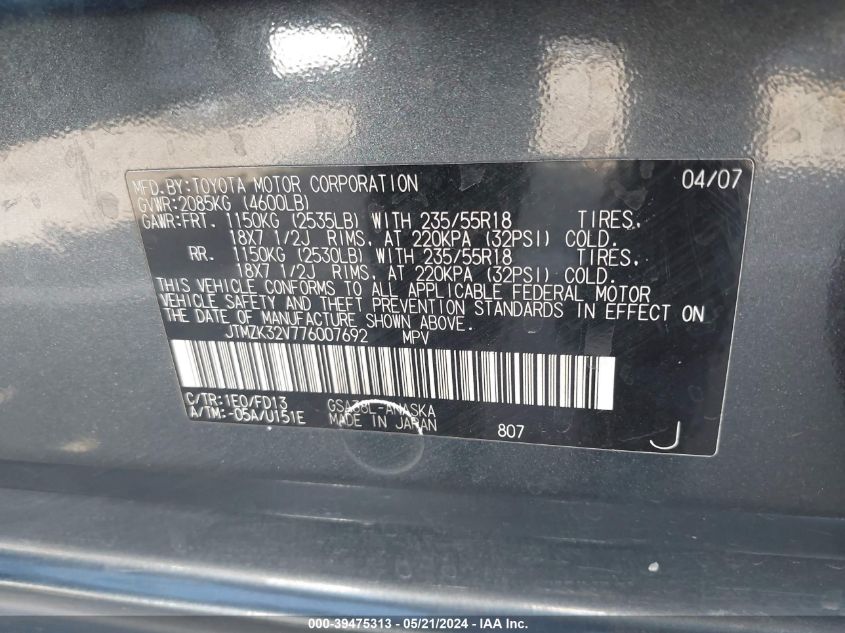 MFD.BY:TOYOTA MOTOR CORPORATION 04/07
GVWR:2085KG (4600LB)
GAWR:FRT. 1150KG (2535LB) WITH 235/55R18 TIRES,
18X7 1/2J RIMS, AT 220KPA (32PSI) COLD.
RR. 1150KG (2530LB) WITH 235/55R18 TIRES,
18X7 1/2J RIMS, AT 220KPA (32PSI) COLD.
THIS VEHICLE CONFORMS TO ALL APPLICABLE FEDERAL MOTOR
VEHICLE SAFETY AND THEFT PREVENTION STANDARDS IN EFFECT ON
THE DATE OF MANUFACTURE SHOWN ABOVE.
JTMZK32V776007692 MPV
C/TR:1E0/FD13 GSA38L-ANASKA
A/TM:-05A/U151E MADE IN JAPAN 807 J
000-39475313 - 05/21/2024 - IAA Inc.